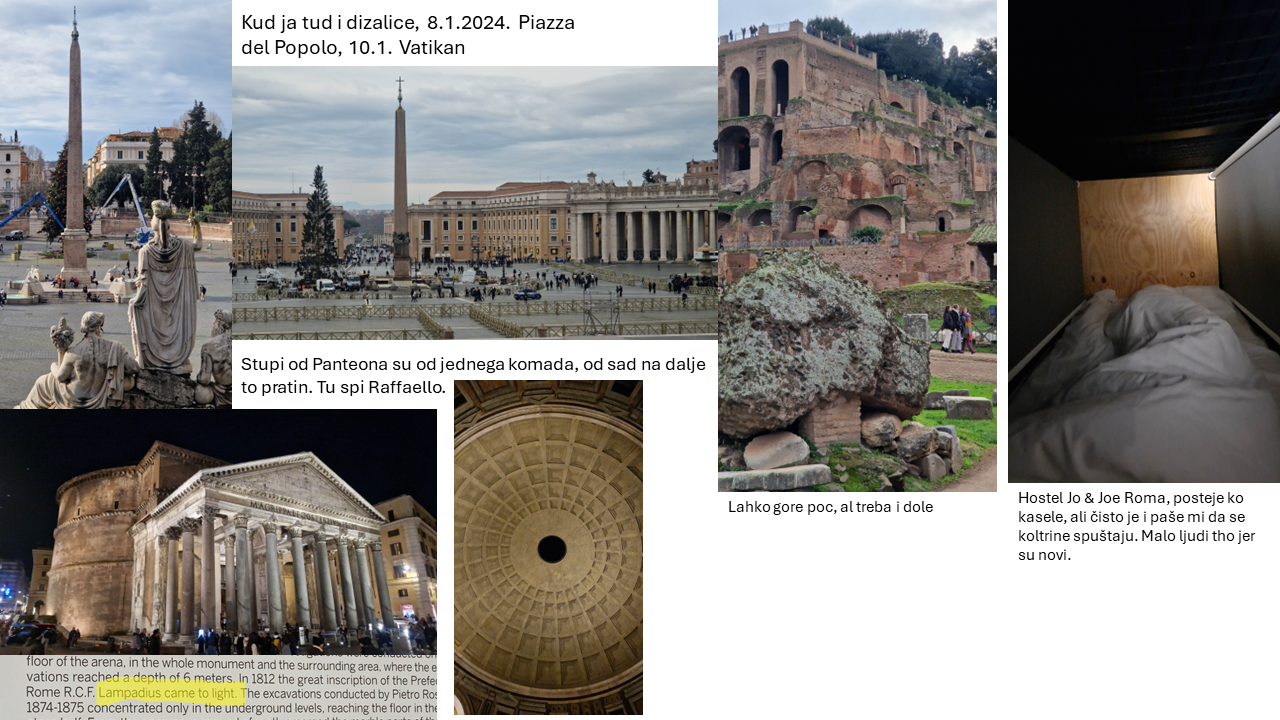 Kud ja tud i dizalice, 8.1.2024. Piazza
del Popolo, 10.1. Vatikan
Stupi od Panteona su od jednega komada, od sad na dalje
to pratin. Tu spi Raffaello.
Lahko gore poc, al treba i dole
Hostel Jo & Joe Roma, posteje ko
kasele, ali čisto je i paše mi da se
koltrine spuštaju. Malo ljudi tho jer
su novi.
floor of the arena, in the whole monument and the surrounding area, where the e
vations reached a depth of 6 meters. In 1812 the great inscription of the Prefe
Rome R.C.F. Lampadius came to light. The excavations conducted by Pietro Ros
1874-1875 concentrated only in the underground levels, reaching the floor in the